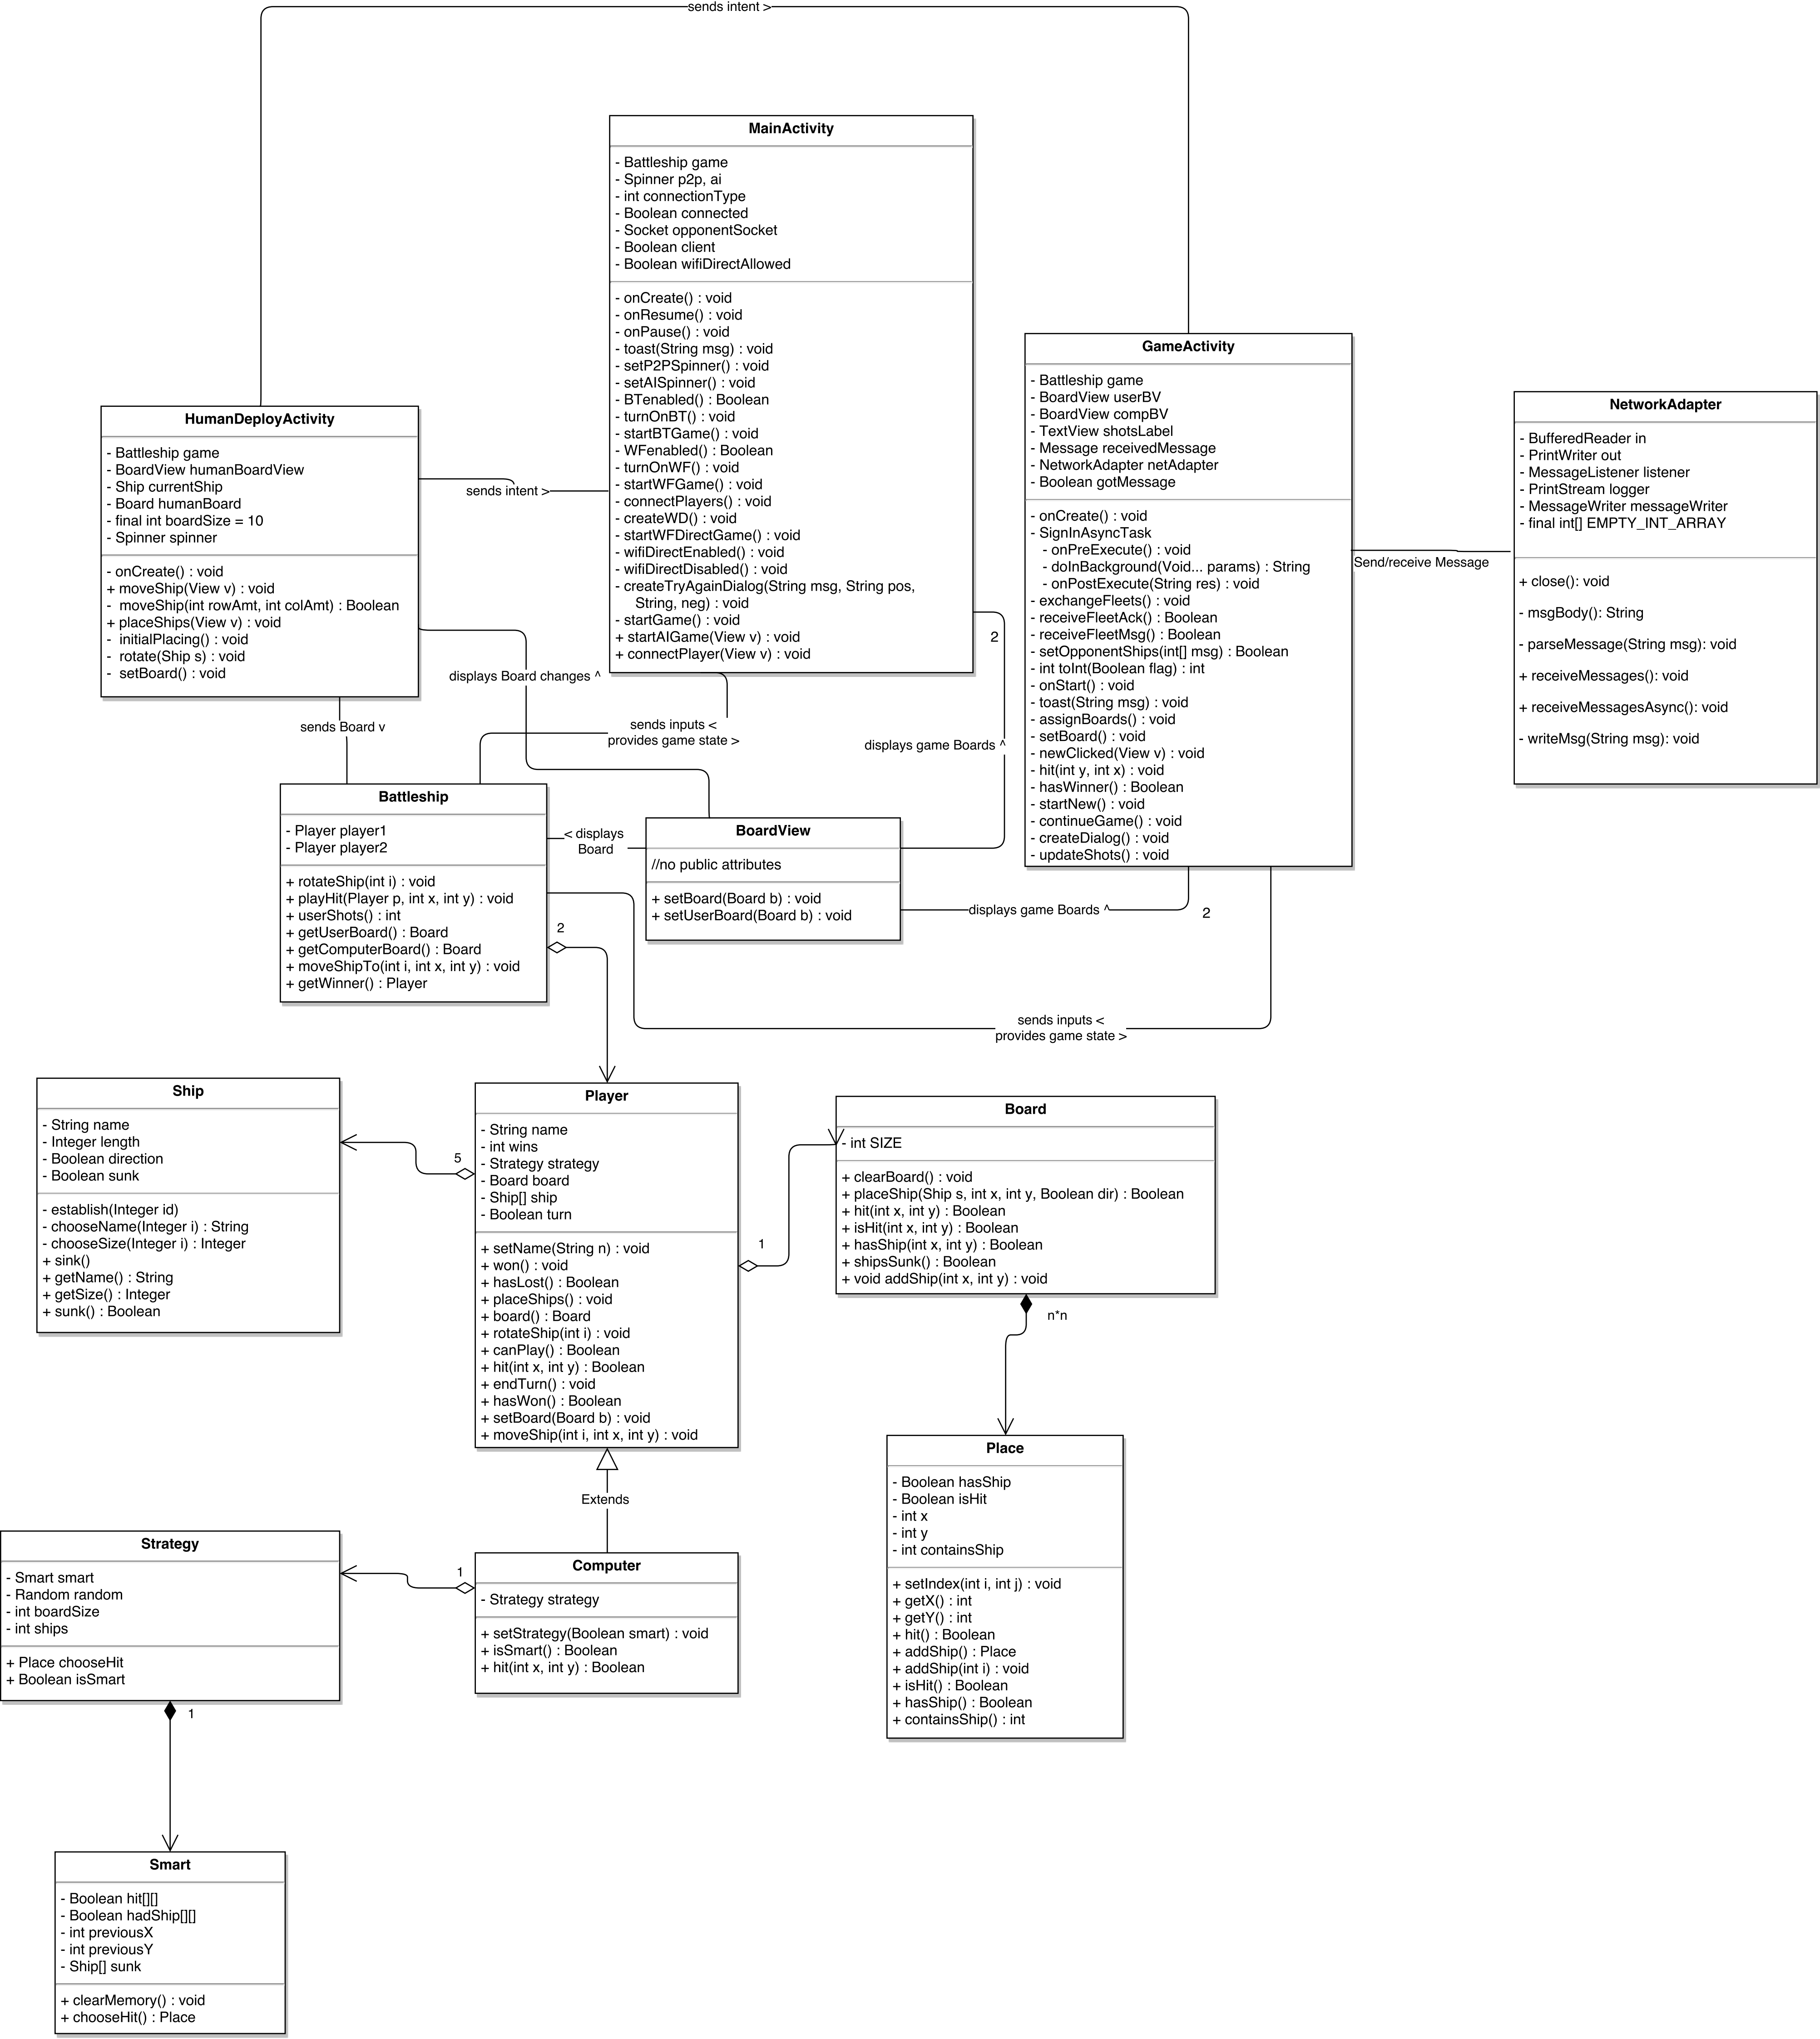 sends intent >
MainActivity
- Battleship game
- Spinner p2p, ai
- int connectionType
- Boolean connected
- Socket opponentSocket
- Boolean client
- Boolean wifiDirectAllowed
- onCreate() : void
- onResume() : void
- onPause() : void
- toast(String msg) : void
- setP2PSpinner() : void
- setAISpinner() : void
- BTenabled() : Boolean
- turnOnBT() : void
- startBTGame() : void
- WFenabled() : Boolean
- turnOnWF() : void
- startWFGame() : void
- connectPlayers() : void
- createWD() : void
- startWFDirectGame() : void
- wifiDirectEnabled() : void
- wifiDirectDisabled() : void
- createTryAgainDialog(String msg, String pos,
String, neg) : void
- startGame() : void
+ startAIGame(View v) : void
+ connectPlayer(View v) : void
GameActivity
- Battleship game
- BoardView userBV
- BoardView compBV
- TextView shotsLabel
- Message receivedMessage
- NetworkAdapter netAdapter
- Boolean gotMessage
- onCreate() : void
- SignInAsyncTask
- onPreExecute() : void
- doInBackground(Void... params) : String
- onPostExecute(String res) : void
- exchangeFleets() : void
- receiveFleetAck() : Boolean
- receiveFleetMsg() : Boolean
- setOpponentShips(int[] msg) : Boolean
- int toInt(Boolean flag) : int
- onStart() : void
- toast(String msg) : void
- assignBoards() : void
- setBoard() : void
- newClicked(View v) : void
- hit(int y, int x) : void
- hasWinner() : Boolean
- startNew() : void
- continueGame() : void
- createDialog() : void
- updateShots() : void
NetworkAdapter
- BufferedReader in
- PrintWriter out
- MessageListener listener
- PrintStream logger
- MessageWriter messageWriter
- final int[] EMPTY_INT_ARRAY
+ close(): void
- msgBody(): String
- parseMessage(String msg): void
+ receiveMessages(): void
+ receiveMessagesAsync(): void
- writeMsg(String msg): void
Send/receive Message
HumanDeployActivity
- Battleship game
- BoardView humanBoardView
- Ship currentShip
- Board humanBoard
- final int boardSize = 10
- Spinner spinner
- onCreate() : void
+ moveShip(View v) : void
- moveShip(int rowAmt, int colAmt) : Boolean
+ placeShips(View v) : void
- initialPlacing() : void
- rotate(Ship s) : void
- setBoard() : void
sends intent >
displays Board changes ^
2
sends Board v
sends inputs <
provides game state >
displays game Boards ^
Battleship
- Player player1
- Player player2
+ rotateShip(int i) : void
+ playHit(Player p, int x, int y) : void
+ userShots() : int
+ getUserBoard() : Board
+ getComputerBoard() : Board
+ moveShipTo(int i, int x, int y) : void
+ getWinner() : Player
< displays
Board
BoardView
//no public attributes
+ setBoard(Board b) : void
+ setUserBoard(Board b) : void
displays game Boards ^
2
2
sends inputs <
provides game state >
Ship
- String name
- Integer length
- Boolean direction
- Boolean sunk
- establish(Integer id)
- chooseName(Integer i) : String
- chooseSize(Integer i) : Integer
+ sink()
+ getName() : String
+ getSize() : Integer
+ sunk() : Boolean
5
Player
- String name
- int wins
- Strategy strategy
- Board board
- Ship[] ship
- Boolean turn
+ setName(String n) : void
+ won() : void
+ hasLost() : Boolean
+ placeShips() : void
+ board() : Board
+ rotateShip(int i) : void
+ canPlay() : Boolean
+ hit(int x, int y) : Boolean
+ endTurn() : void
+ hasWon() : Boolean
+ setBoard(Board b) : void
+ moveShip(int i, int x, int y) : void
1
Board
- int SIZE
+ clearBoard() : void
+ placeShip(Ship s, int x, int y, Boolean dir) : Boolean
+ hit(int x, int y) : Boolean
+ isHit(int x, int y) : Boolean
+ hasShip(int x, int y) : Boolean
+ shipsSunk() : Boolean
+ void addShip(int x, int y) : void
n*n
Place
- Boolean hasShip
- Boolean isHit
- int x
- int y
- int containsShip
+ setIndex(int i, int j) : void
+ getX() : int
+ getY() : int
+ hit() : Boolean
+ addShip() : Place
+ addShip(int i) : void
+ isHit() : Boolean
+ hasShip() : Boolean
+ containsShip() : int
Extends
Strategy
- Smart smart
- Random random
- int boardSize
- int ships
+ Place chooseHit
+ Boolean isSmart
1
Computer
- Strategy strategy
+ setStrategy(Boolean smart) : void
+ isSmart() : Boolean
+ hit(int x, int y) : Boolean
1
Smart
- Boolean hit[][]
- Boolean hadShip[][]
- int previousX
- int previousY
- Ship[] sunk
+ clearMemory() : void
+ chooseHit() : Place